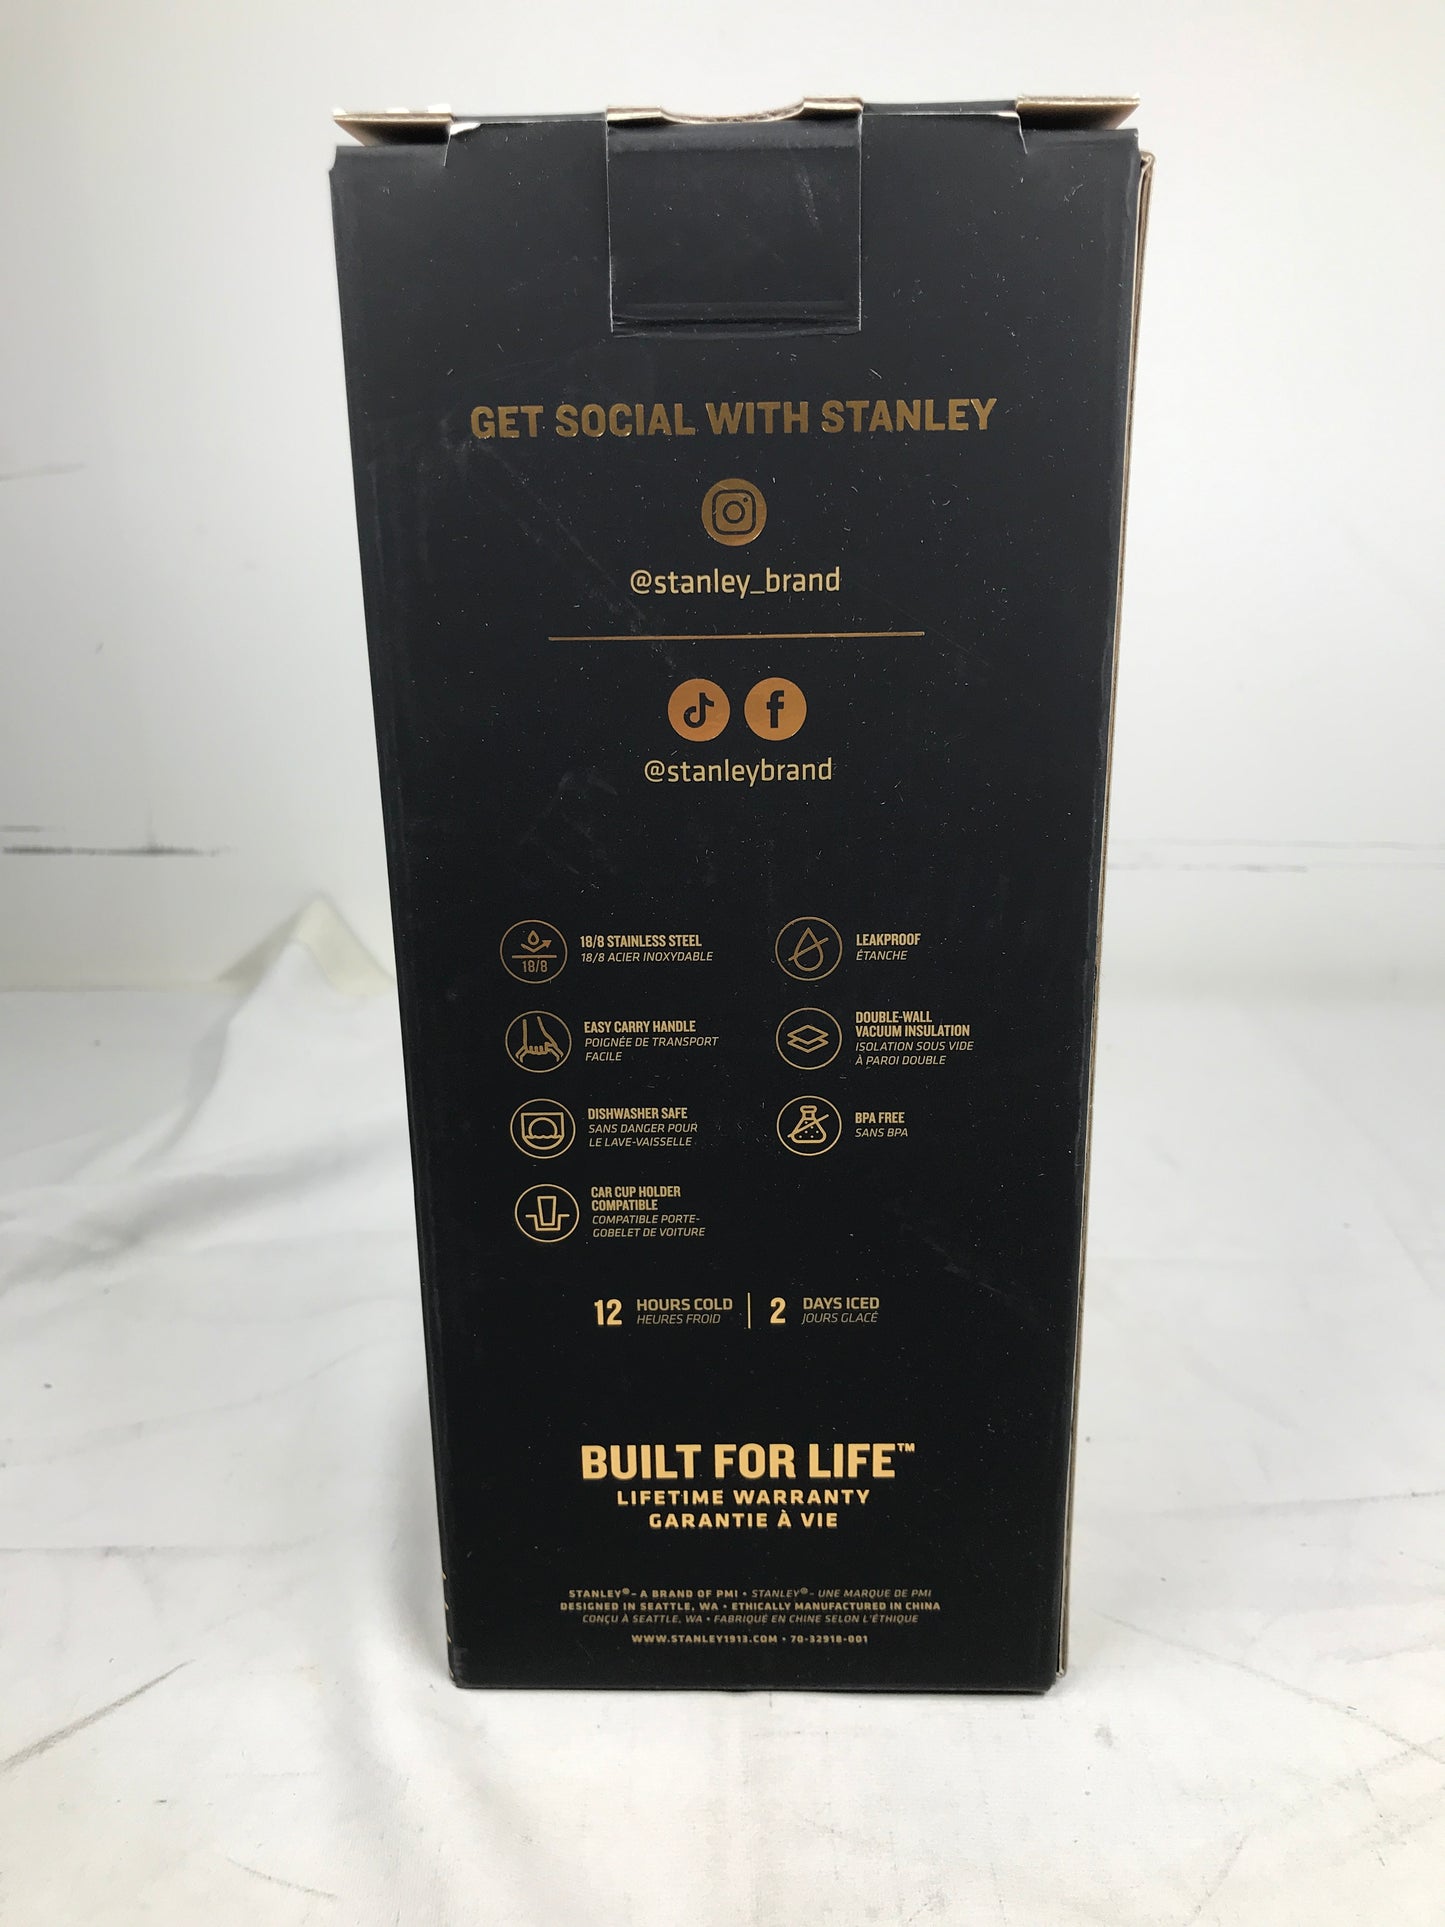 GET SOCIAL WITH STANLEY
@stanley_brand
@stanleybrand
18/8
18/8 STAINLESS STEEL
18/8 ACIER INOXYDABLE
LEAKPROOF
ÉTANCHE
EASY CARRY HANDLE
POIGNÉE DE TRANSPORT
FACILE
DOUBLE-WALL
VACUUM INSULATION
ISOLATION SOUS VIDE
À PAROI DOUBLE
DISHWASHER SAFE
SANS DANGER POUR
LE LAVE-VAISSELLE
BPA FREE
SANS BPA
CAR CUP HOLDER
COMPATIBLE
COMPATIBLE PORTE-
GOBELET DE VOITURE
12 HOURS COLD
HEURES FROID
2 DAYS ICED
JOURS GLACÉ
BUILT FOR LIFE™
LIFETIME WARRANTY
GARANTIE À VIE
STANLEY® - A BRAND OF PMI • STANLEY® - UNE MARQUE DE PMI
DESIGNED IN SEATTLE, WA • ETHICALLY MANUFACTURED IN CHINA
CONÇU À SEATTLE, WA • FABRIQUÉ EN CHINE SELON L'ÉTHIQUE
WWW.STANLEY1913.COM • 70-32918-001